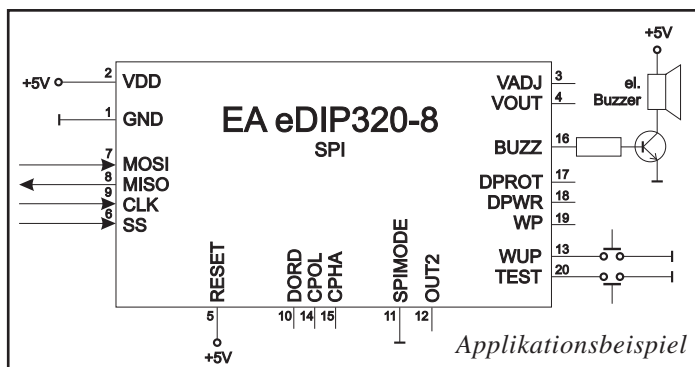 +5V
2
VDD
+5V
1
GND
EA eDIP320-8
SPI
VADJ
3
VOUT
4
el.
Buzzer
BUZZ
16
7
MOSI
8
MISO
9
CLK
6
SS
DPROT
17
DPWR
18
WP
19
WUP
13
TEST
20
RESET
DORD
CPOL
CPHA
SPIMODE
OUT2
5
10
14
15
11
12
+5V
Applikationsbeispiel